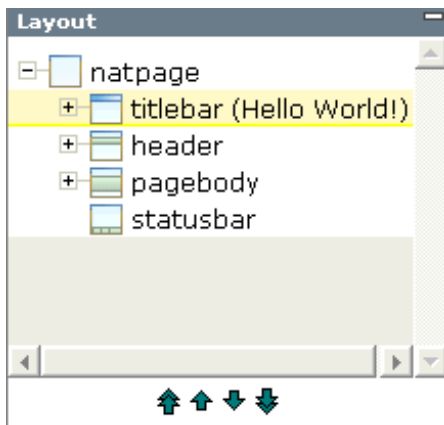 Layout
natpage
titlebar (Hello World!)
header
pagebody
statusbar